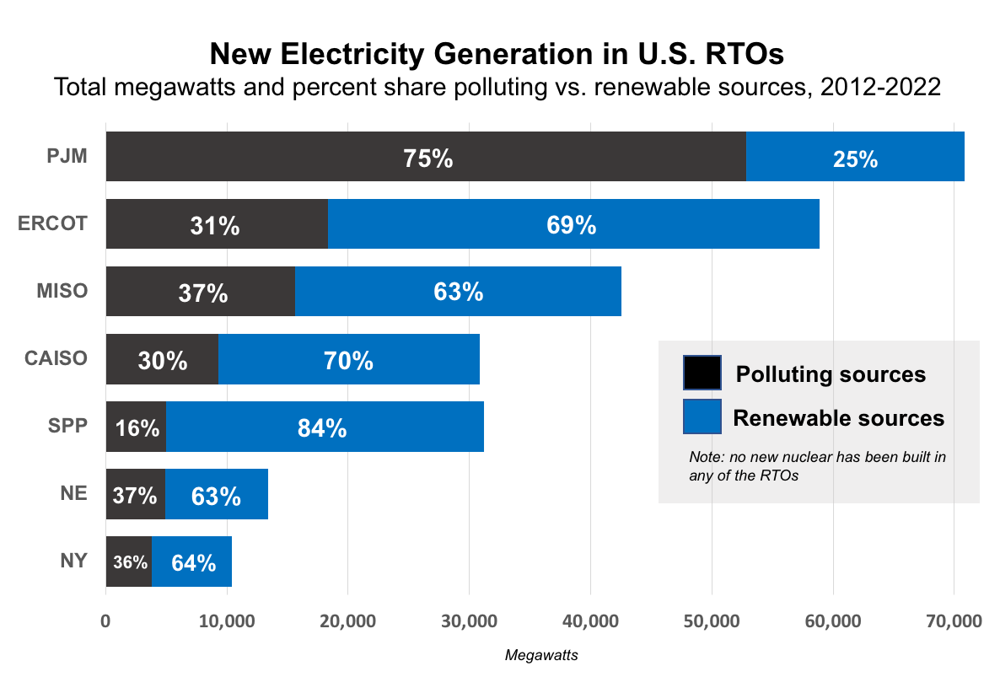 New Electricity Generation in U.S. RTOs
Total megawatts and percent share polluting vs. renewable sources, 2012-2022
PJM 75% 25%
ERCOT 31% 69%
MISO 37% 63%
CAISO 30% 70%
SPP 16% 84%
NE 37% 63%
NY 36% 64%
Polluting sources
Renewable sources
Note: no new nuclear has been built in
any of the RTOs
0 10,000 20,000 30,000 40,000 50,000 60,000 70,000
Megawatts